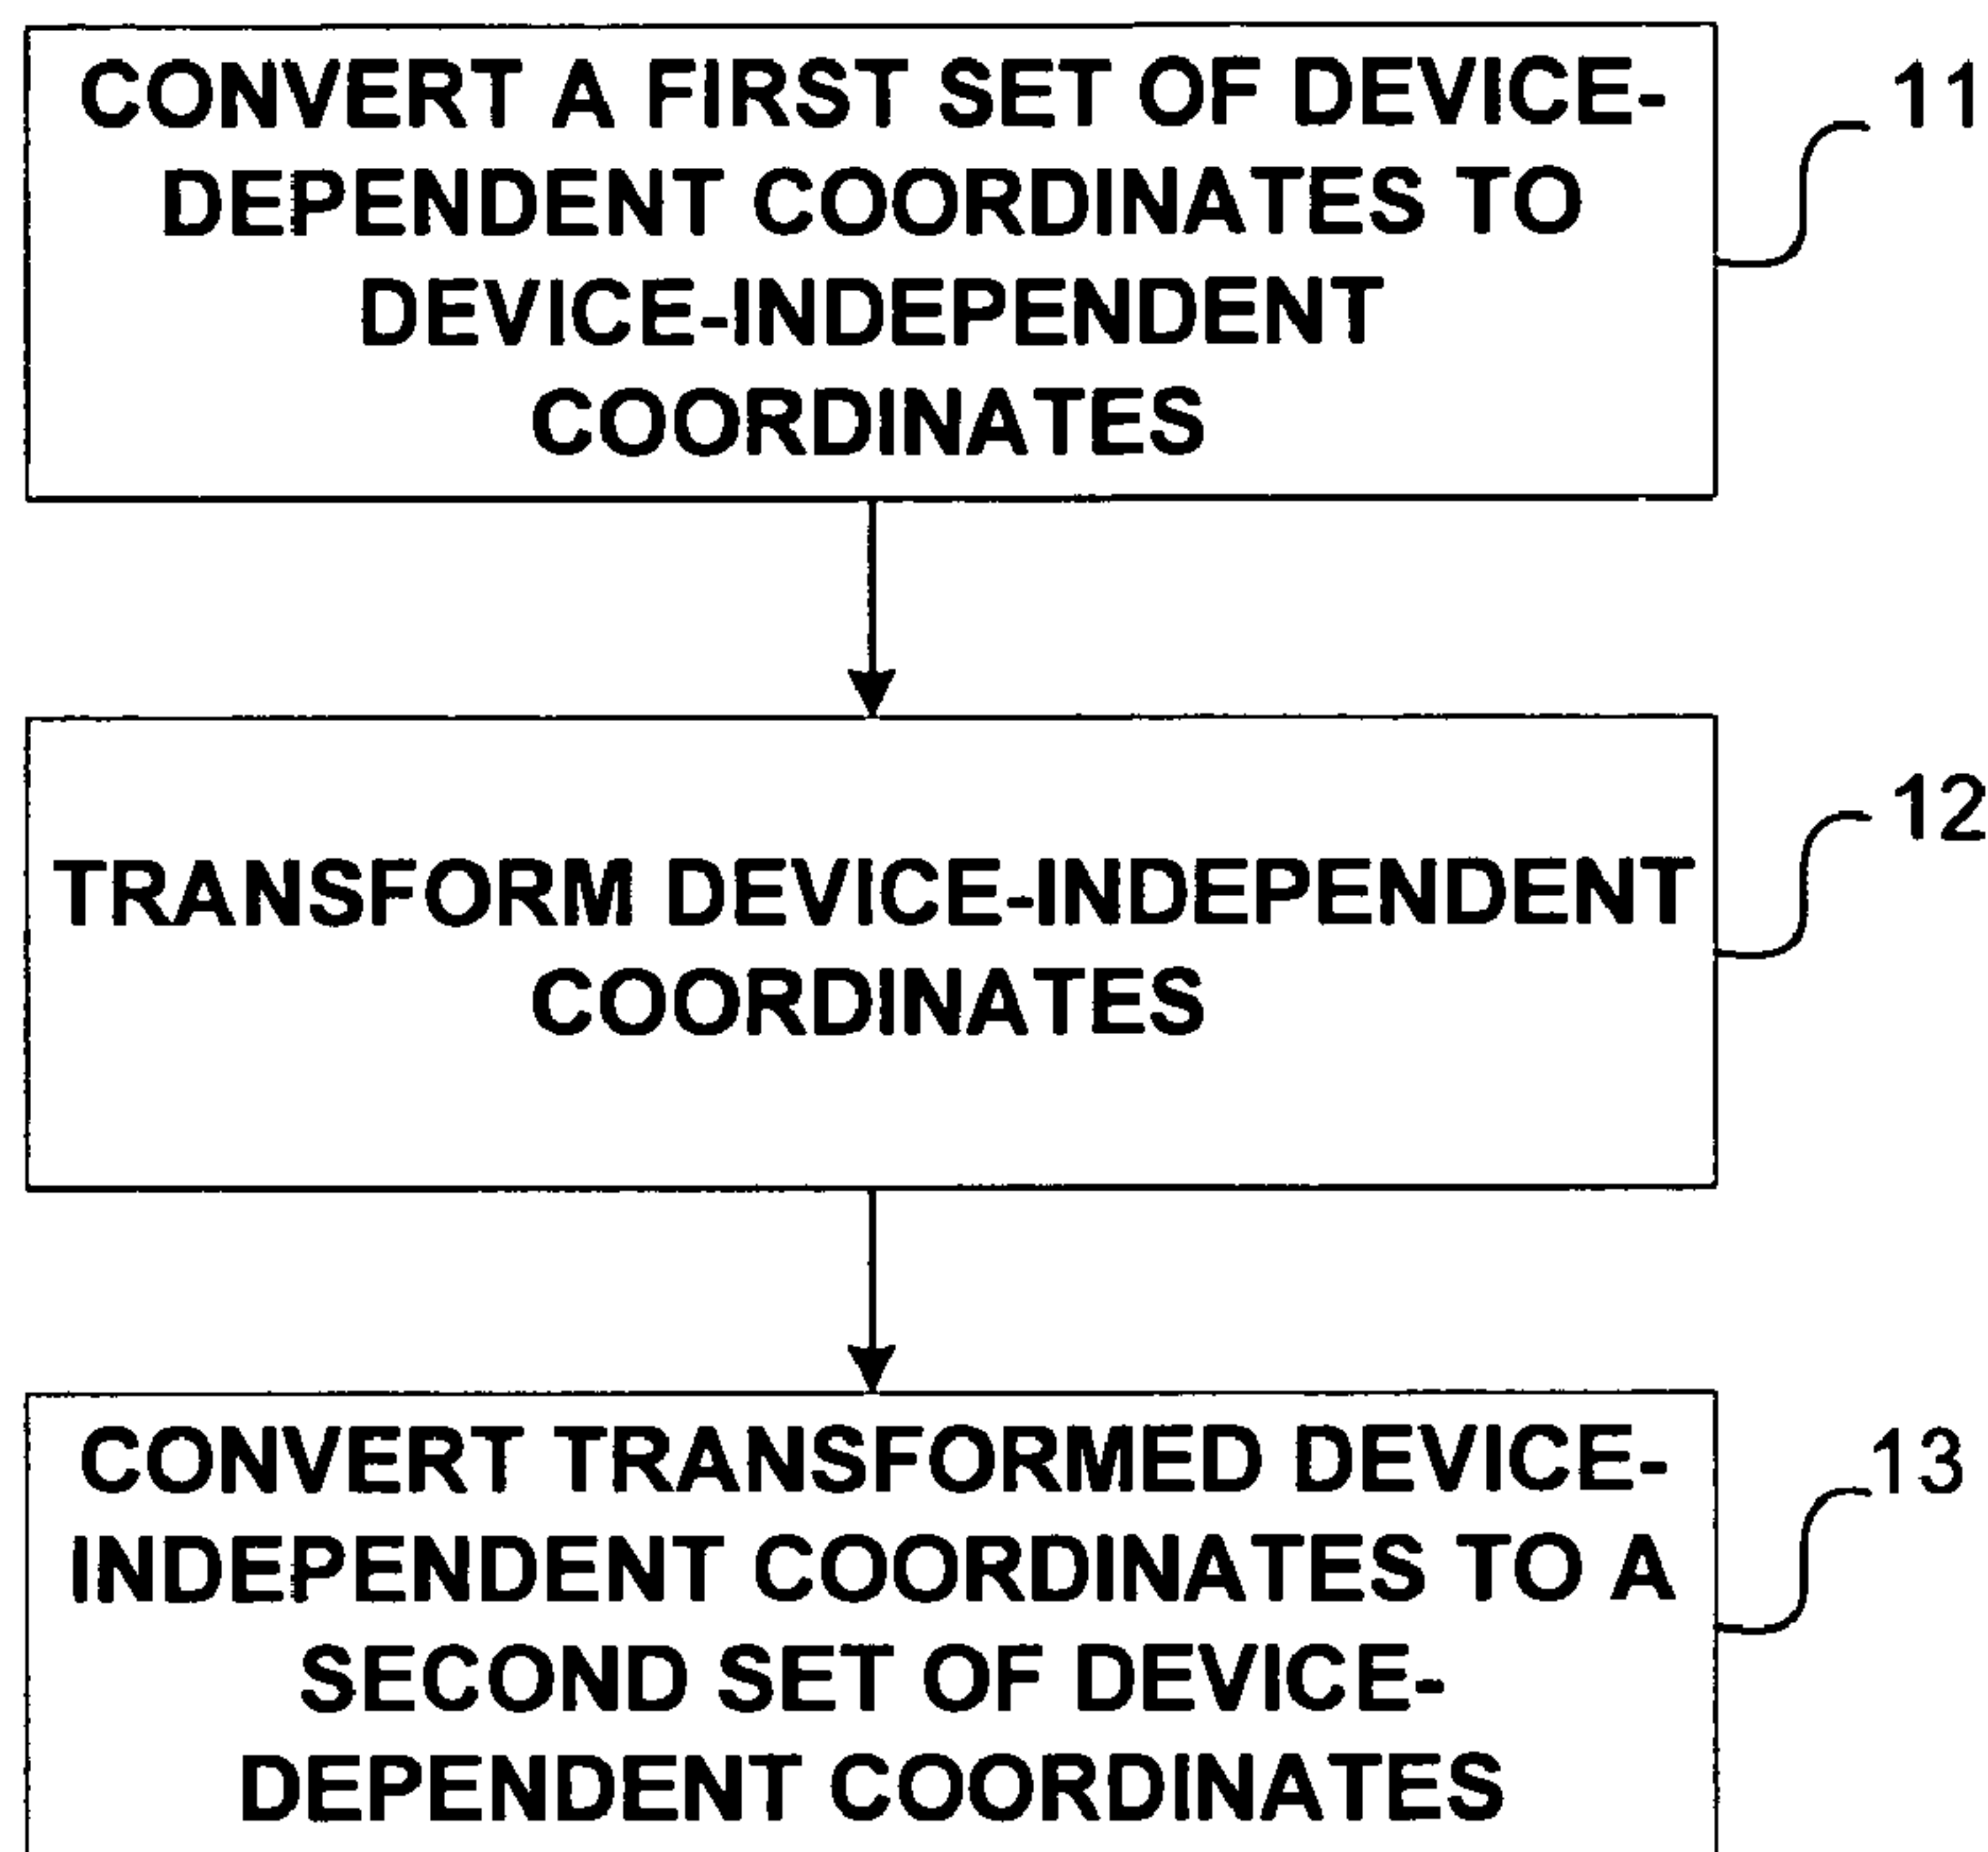 CONVERT A FIRST SET OF DEVICE-
DEPENDENT COORDINATES TO
DEVICE-INDEPENDENT
COORDINATES
11
TRANSFORM DEVICE-INDEPENDENT
COORDINATES
12
CONVERT TRANSFORMED DEVICE-
INDEPENDENT COORDINATES TO A
SECOND SET OF DEVICE-
DEPENDENT COORDINATES
13